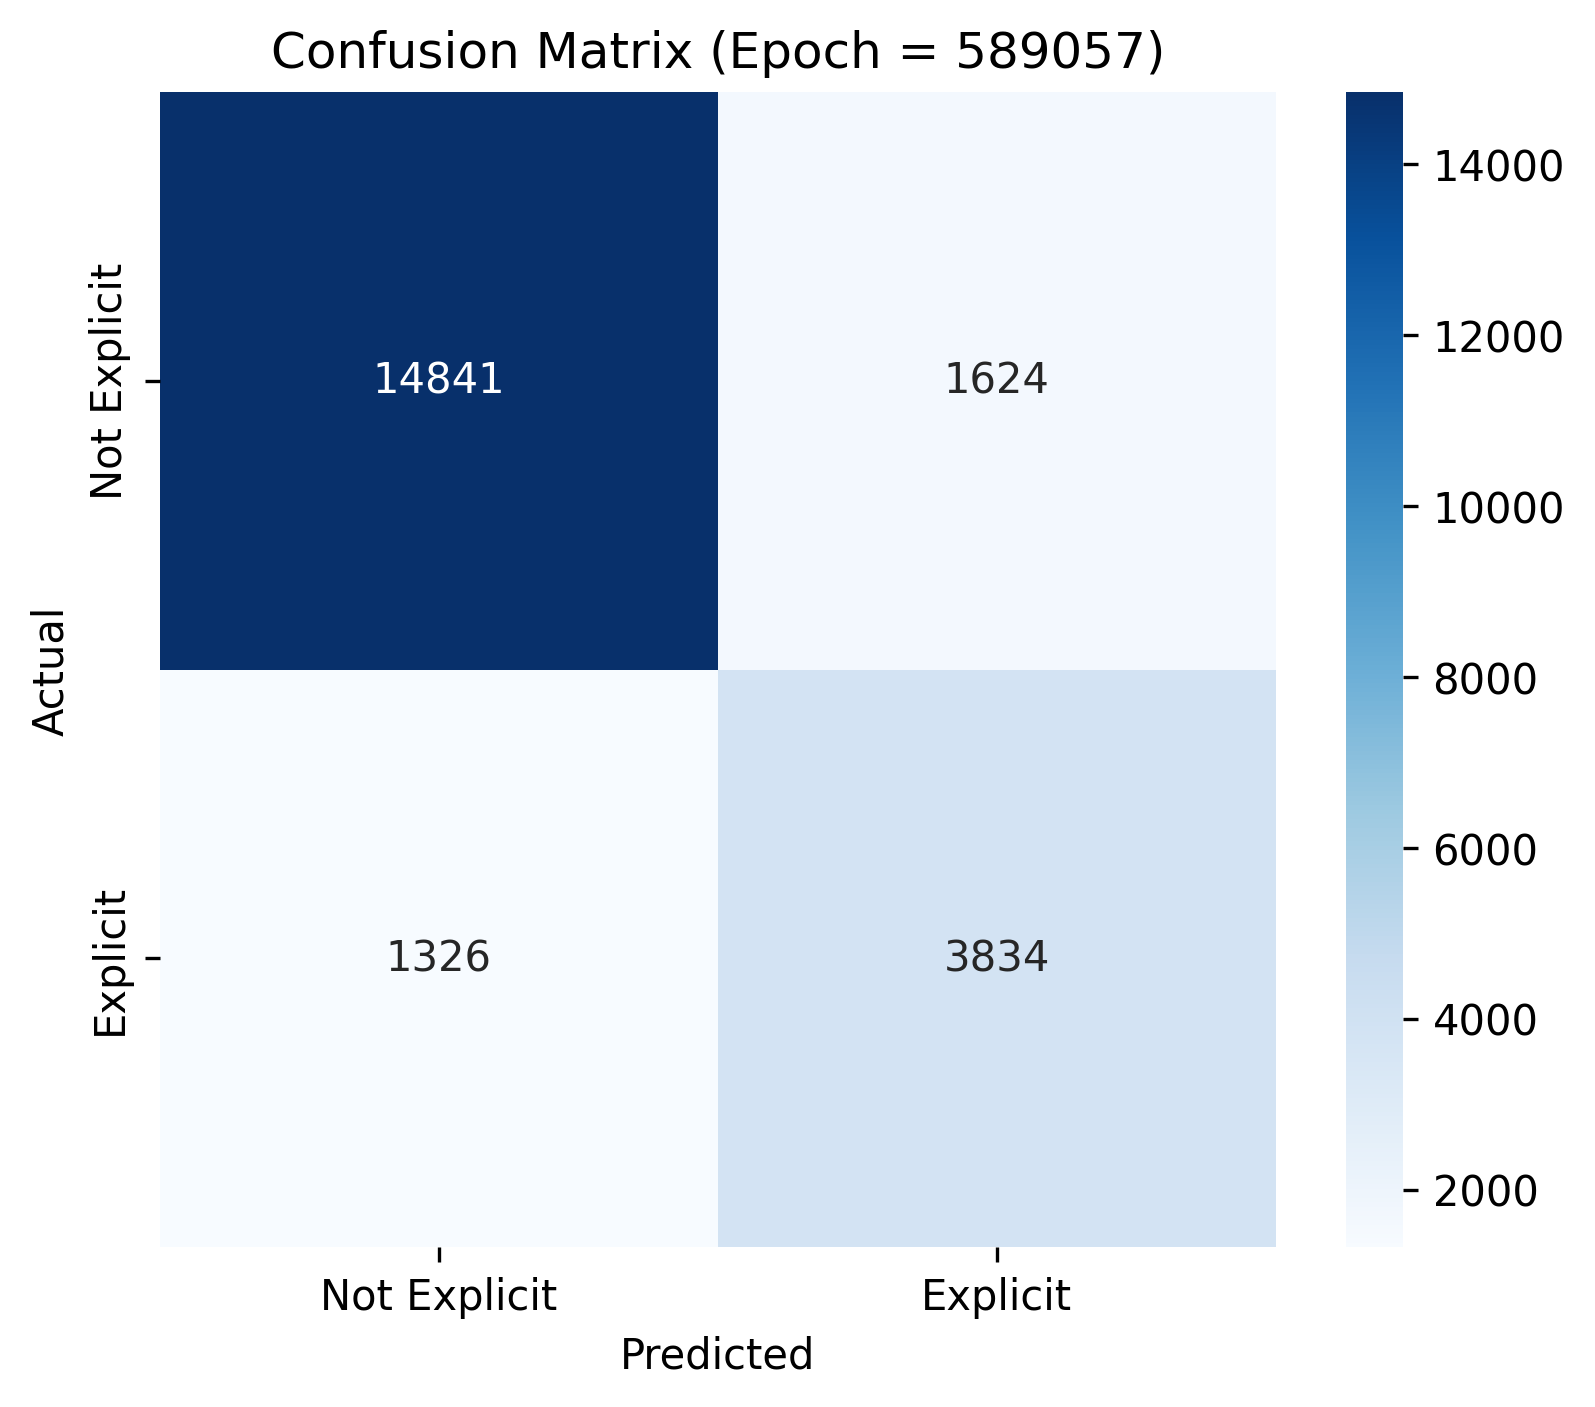 Confusion Matrix (Epoch = 589057)
Actual
Not Explicit
Explicit
14841
1624
1326
3834
Not Explicit
Explicit
Predicted
14000
12000
10000
8000
6000
4000
2000